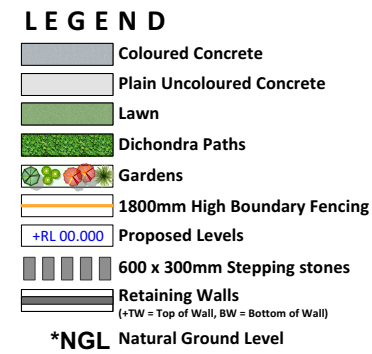 LEGEND
Coloured Concrete
Plain Uncoloured Concrete
Lawn
Dichondra Paths
Gardens
1800mm High Boundary Fencing
+RL 00.000 Proposed Levels
600 x 300mm Stepping stones
Retaining Walls
(+TW = Top of Wall, BW = Bottom of Wall)
*NGL Natural Ground Level